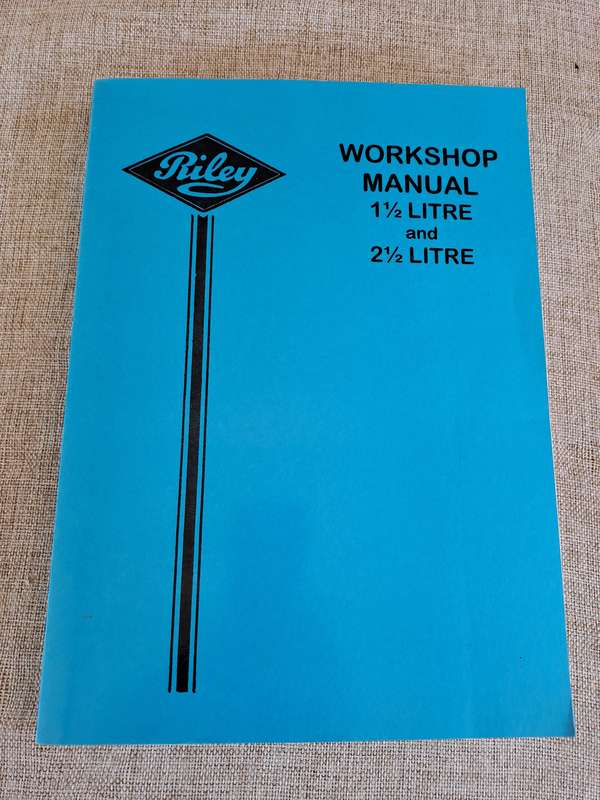 Riley
WORKSHOP
MANUAL
1½ LITRE
and
2½ LITRE